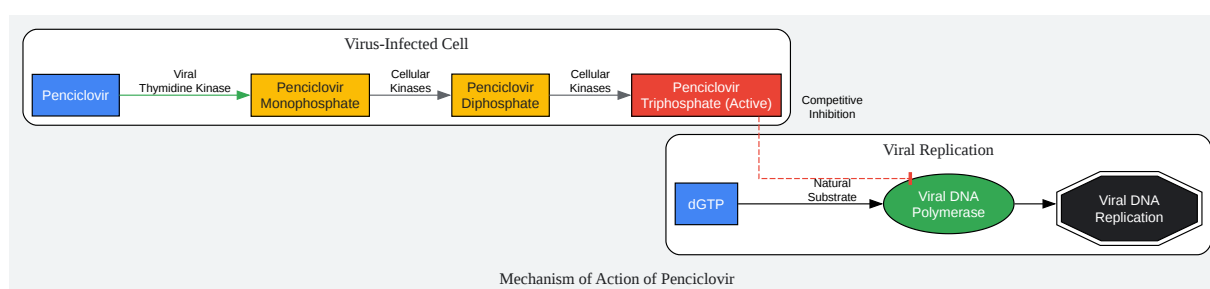 Virus-Infected Cell
Penciclovir
Viral
Thymidine Kinase
Penciclovir
Monophosphate
Cellular
Kinases
Penciclovir
Diphosphate
Cellular
Kinases
Penciclovir
Triphosphate (Active)
Competitive
Inhibition
Viral Replication
dGTP
Natural
Substrate
Viral DNA
Polymerase
Viral DNA
Replication
Mechanism of Action of Penciclovir